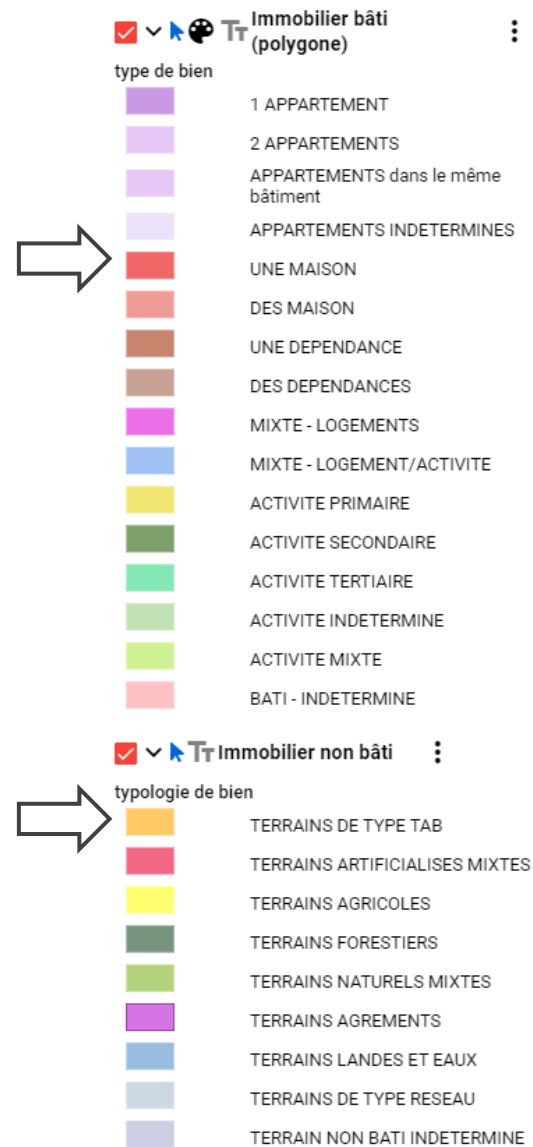 Immobilier bâti
(polygone)
type de bien
1 APPARTEMENT
2 APPARTEMENTS
APPARTEMENTS dans le même
bâtiment
APPARTEMENTS INDETERMINES
UNE MAISON
DES MAISON
UNE DEPENDANCE
DES DEPENDANCES
MIXTE - LOGEMENTS
MIXTE - LOGEMENT/ACTIVITE
ACTIVITE PRIMAIRE
ACTIVITE SECONDAIRE
ACTIVITE TERTIAIRE
ACTIVITE INDETERMINE
ACTIVITE MIXTE
BATI - INDETERMINE
Immobilier non bâti
typologie de bien
TERRAINS DE TYPE TAB
TERRAINS ARTIFICIALISES MIXTES
TERRAINS AGRICOLES
TERRAINS FORESTIERS
TERRAINS NATURELS MIXTES
TERRAINS AGREMENTS
TERRAINS LANDES ET EAUX
TERRAINS DE TYPE RESEAU
TERRAIN NON BATI INDETERMINE